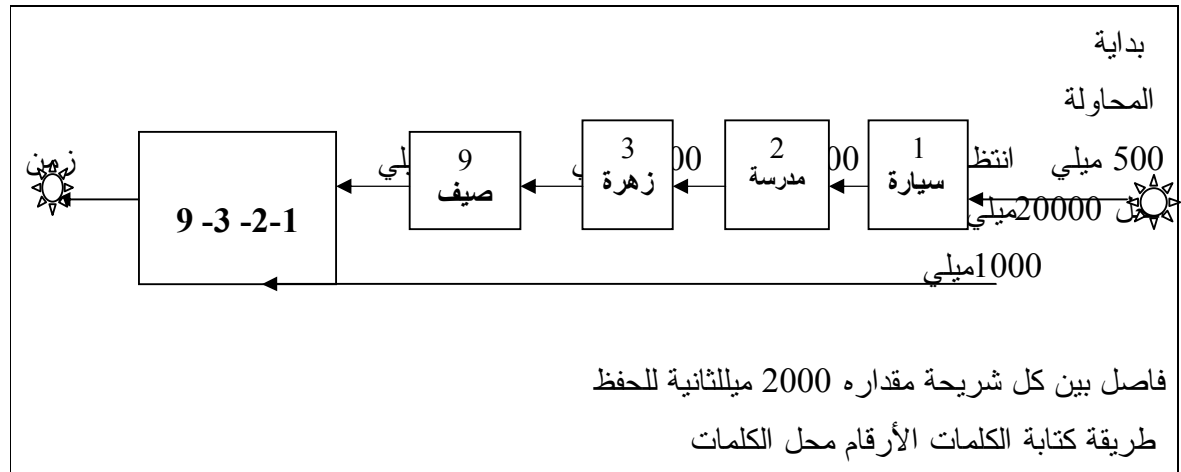 بداية
المحاولة
500 ميلي
1
سيارة
2
مدرسة
3
زهرة
9
صيف
1-2-3- 9
زمن
20000ميلي
1000ميلي
فاصل بين كل شريحة مقداره 2000 ميللثانية للحفظ
طريقة كتابة الكلمات الأرقام محل الكلمات